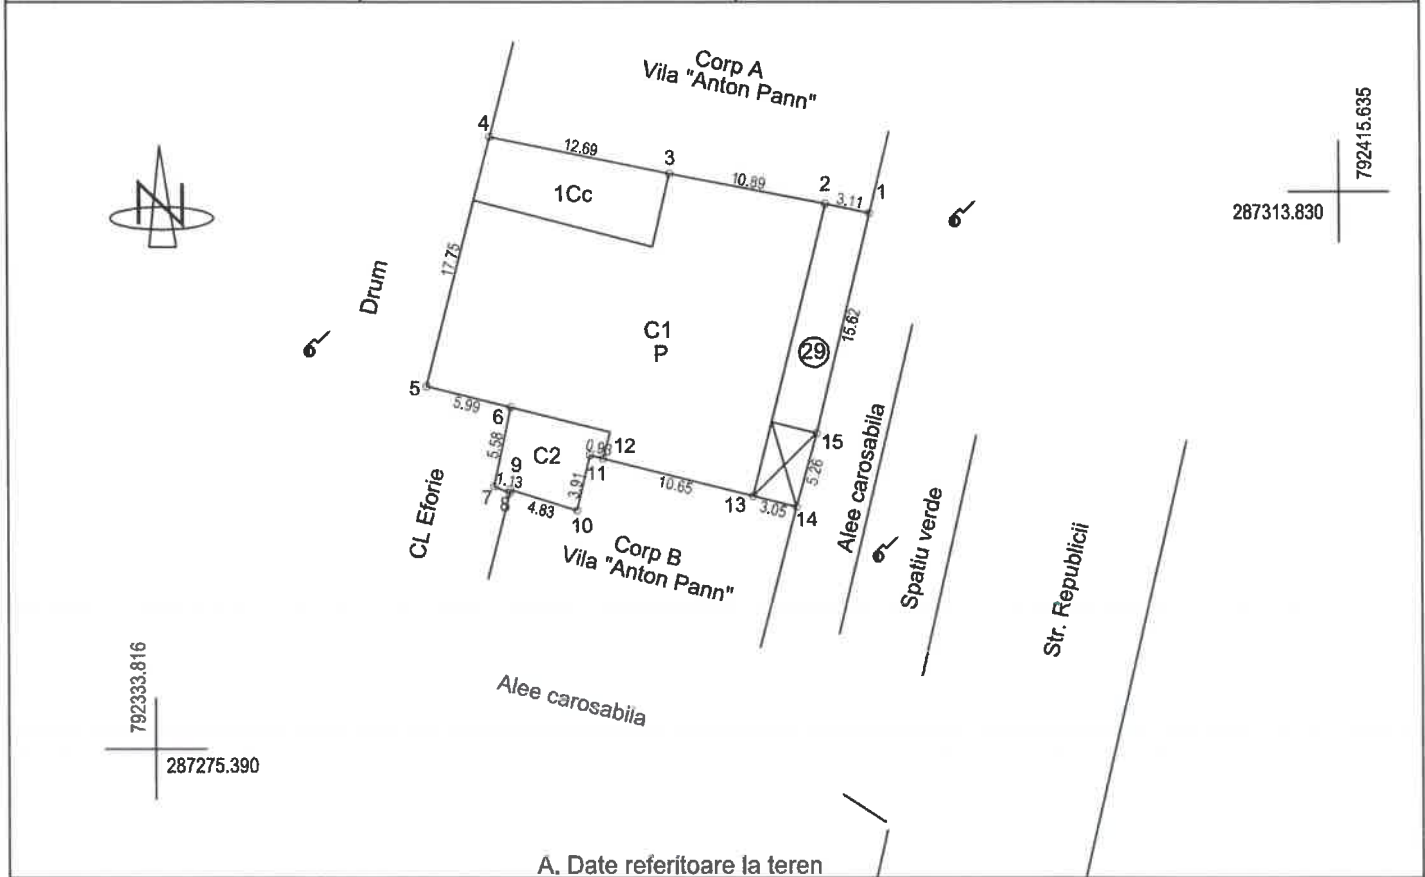 Corp A
Vila "Anton Pann"
792415.635
287313.830
4
12.69
3
10.89
2
3.11
1
N
1Cc
17.75
Drum
C1
P
15.62
29
5
5.99
6
5.58
9
C2
0.93
12
11
1.13
7
8
4.83
3.91
10
10.65
13
3.05
14
15
5.26
CL Eforie
Corp B
Vila "Anton Pann"
Alee carosabila
Spatiu verde
Str. Republicii
792333.816
287275.390
Alee carosabila
A. Date referitoare la teren